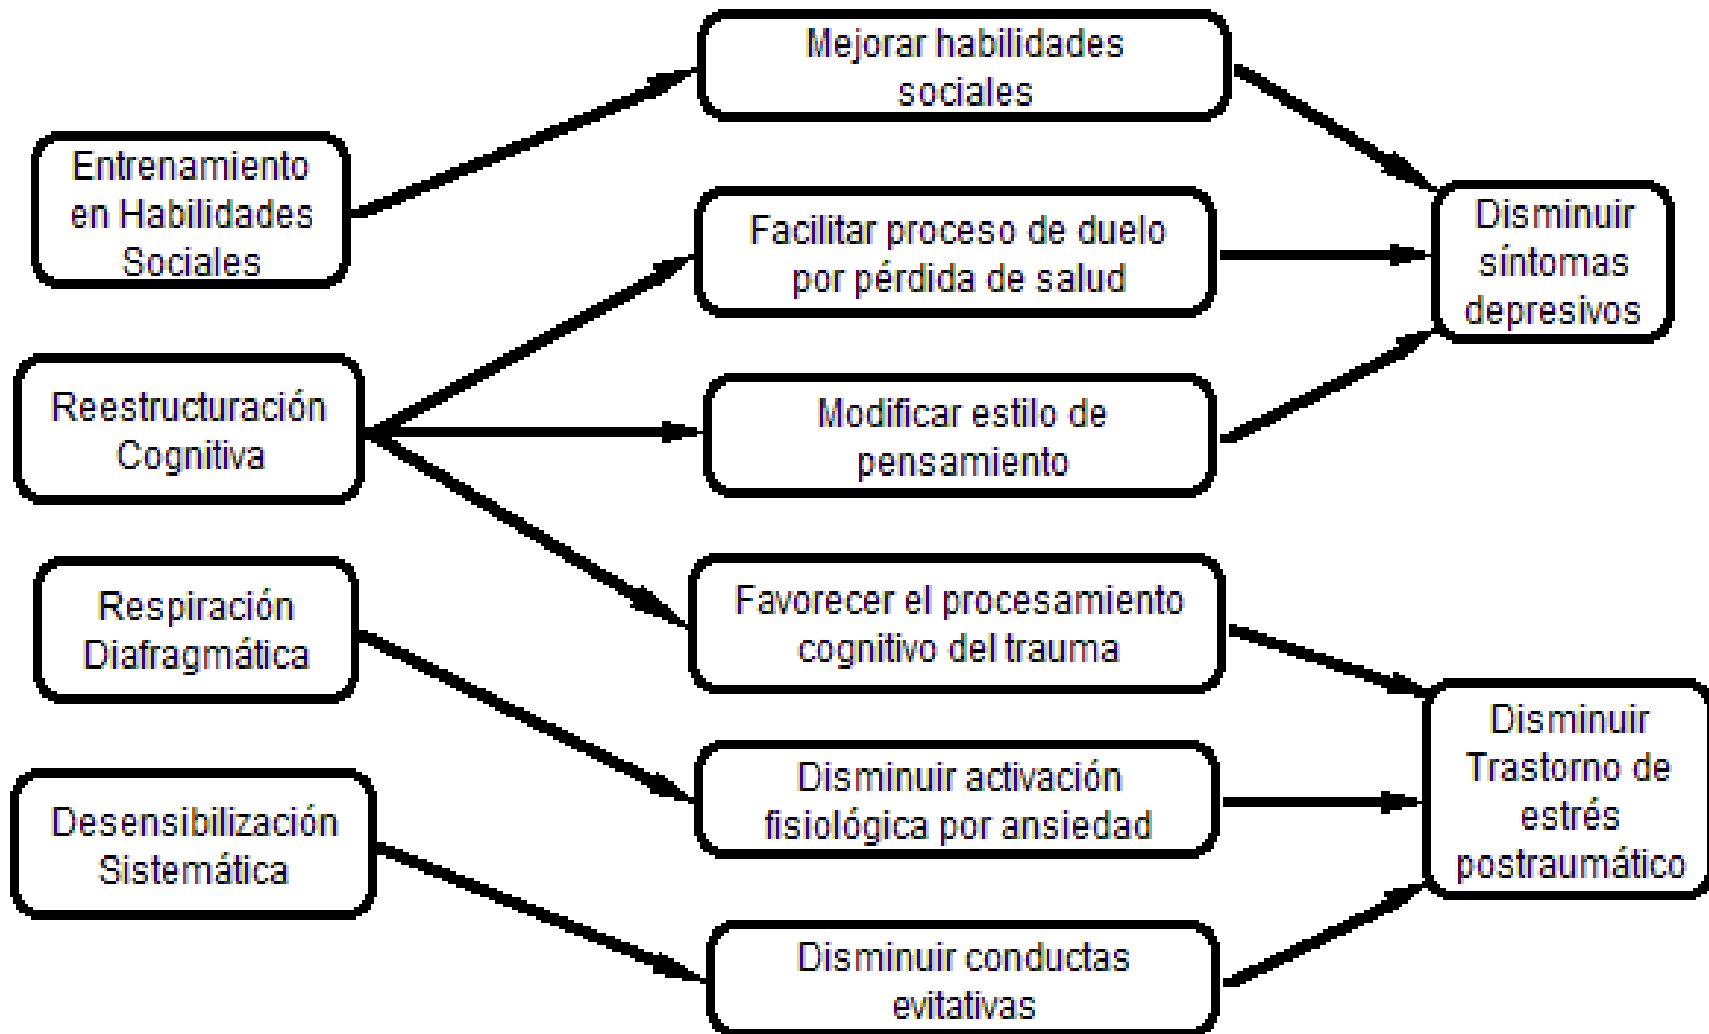 Mejorar habilidades
sociales
Entrenamiento
en Habilidades
Sociales
Facilitar proceso de duelo
por pérdida de salud
Disminuir
síntomas
depresivos
Reestructuración
Cognitiva
Modificar estilo de
pensamiento
Respiración
Diafragmática
Favorecer el procesamiento
cognitivo del trauma
Disminuir
Trastorno de
estrés
postraumático
Desensibilización
Sistemática
Disminuir activación
fisiológica por ansiedad
Disminuir conductas
evitativas